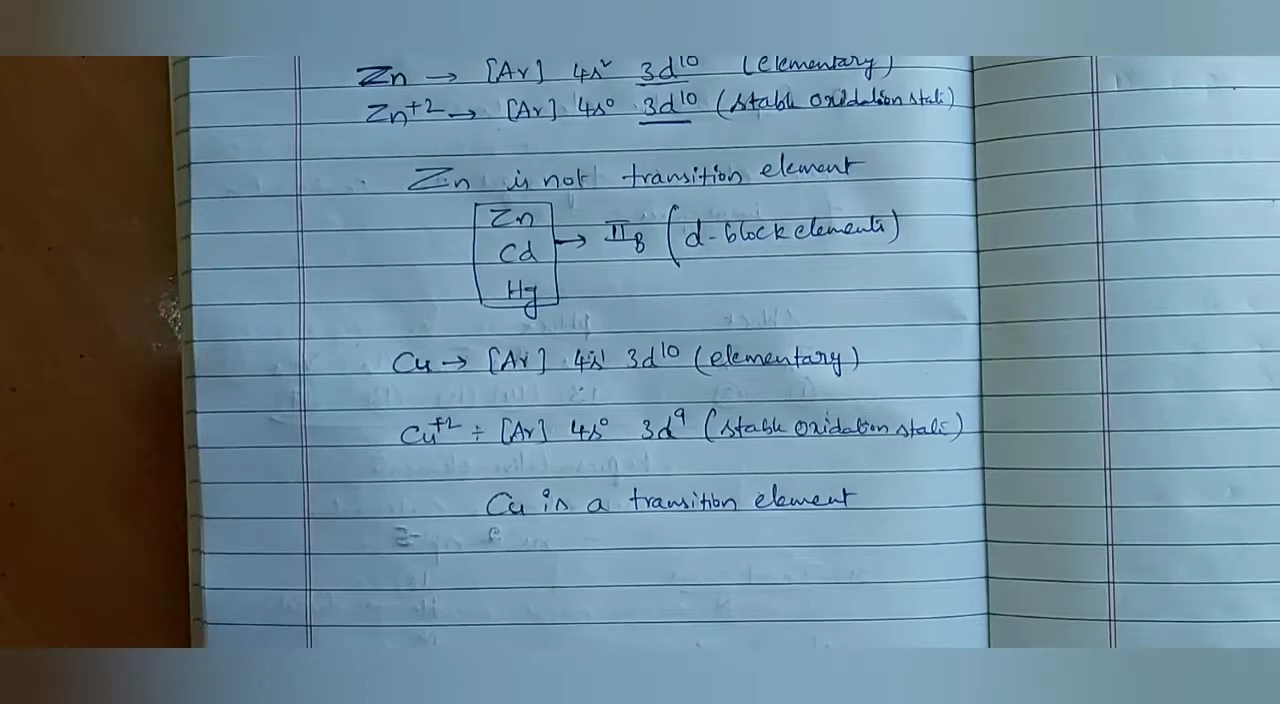 Zn → [Ar] 4s² 3d¹⁰ (elementary)
Zn⁺² → [Ar] 4s⁰ 3d¹⁰ (stable oxidation state)
Zn is not transition element
Zn
Cd → II B (d-block elements)
Hg
Cu → [Ar] 4s¹ 3d¹⁰ (elementary)
Cu⁺² ÷ [Ar] 4s⁰ 3d⁹ (stable oxidation state)
Cu is a transition element